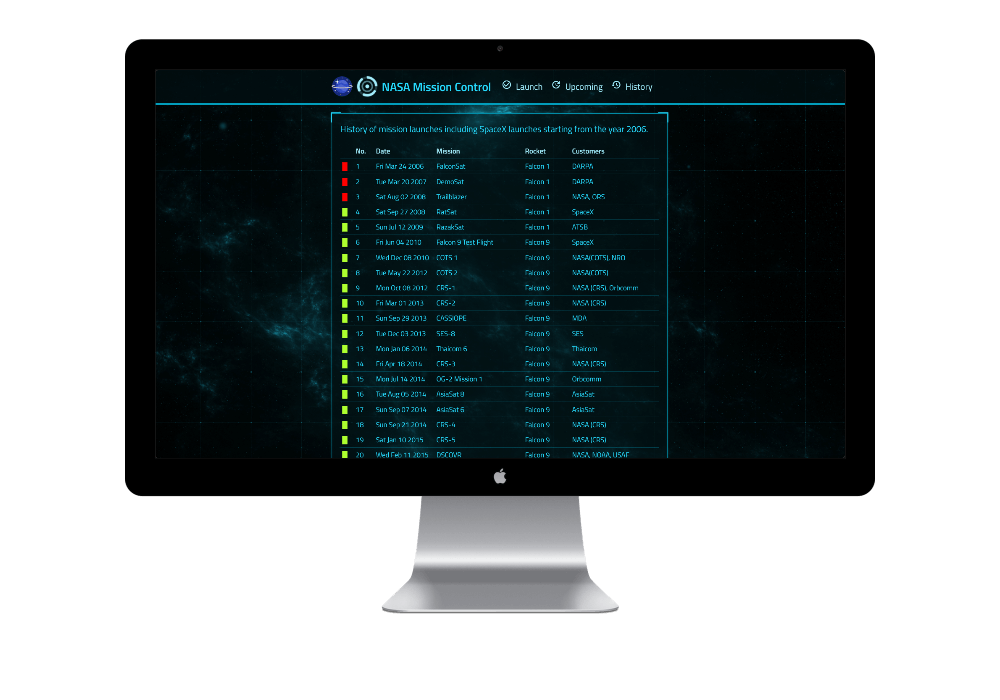 NASA Mission Control Launch Upcoming History
History of mission launches including SpaceX launches starting from the year 2006.
No. Date Mission Rocket Customers
1 Fri Mar 24 2006 FalconSat Falcon 1 DARPA
2 Tue Mar 20 2007 DemoSat Falcon 1 DARPA
3 Sat Aug 02 2008 Trailblazer Falcon 1 NASA, ORS
4 Sat Sep 27 2008 RatSat Falcon 1 SpaceX
5 Sun Jul 12 2009 RazakSat Falcon 1 ATSB
6 Fri Jun 04 2010 Falcon 9 Test Flight Falcon 9 SpaceX
7 Wed Dec 08 2010 COTS 1 Falcon 9 NASA(COTS), NRO
8 Tue May 22 2012 COTS 2 Falcon 9 NASA(COTS)
9 Mon Oct 08 2012 CRS-1 Falcon 9 NASA (CRS), Orbcomm
10 Fri Mar 01 2013 CRS-2 Falcon 9 NASA (CRS)
11 Sun Sep 29 2013 CASSIOPE Falcon 9 MDA
12 Tue Dec 03 2013 SES-8 Falcon 9 SES
13 Mon Jan 06 2014 Thaicom 6 Falcon 9 Thaicom
14 Fri Apr 18 2014 CRS-3 Falcon 9 NASA (CRS)
15 Mon Jul 14 2014 OG-2 Mission 1 Falcon 9 Orbcomm
16 Tue Aug 05 2014 AsiaSat 8 Falcon 9 AsiaSat
17 Sun Sep 07 2014 AsiaSat 6 Falcon 9 AsiaSat
18 Sun Sep 21 2014 CRS-4 Falcon 9 NASA (CRS)
19 Sat Jan 10 2015 CRS-5 Falcon 9 NASA (CRS)
20 Wed Feb 11 2015 DSCOVR Falcon 9 NASA, NOAA, USAF